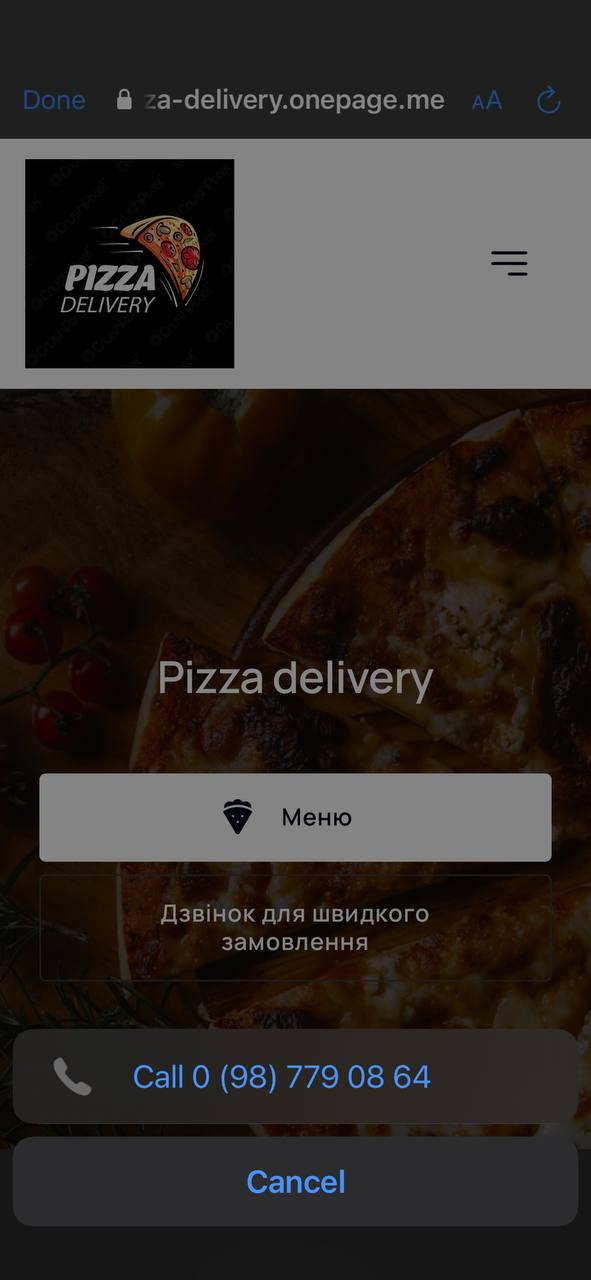 Done
za-delivery.onepage.me
AA
PIZZA
DELIVERY
Pizza delivery
Меню
Дзвінок для швидкого
замовлення
Call 0 (98) 779 08 64
Cancel